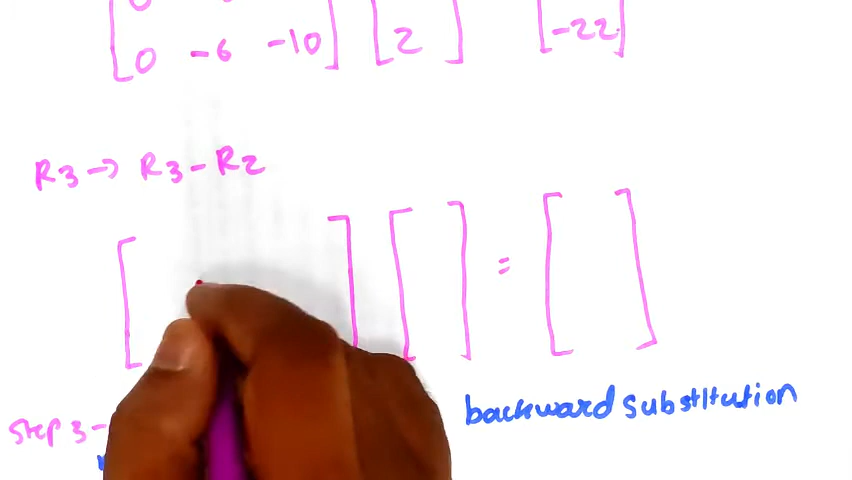 0 -6 -10 2 -22
R3 → R3 - R2
=
backward substitution
Step 3 -